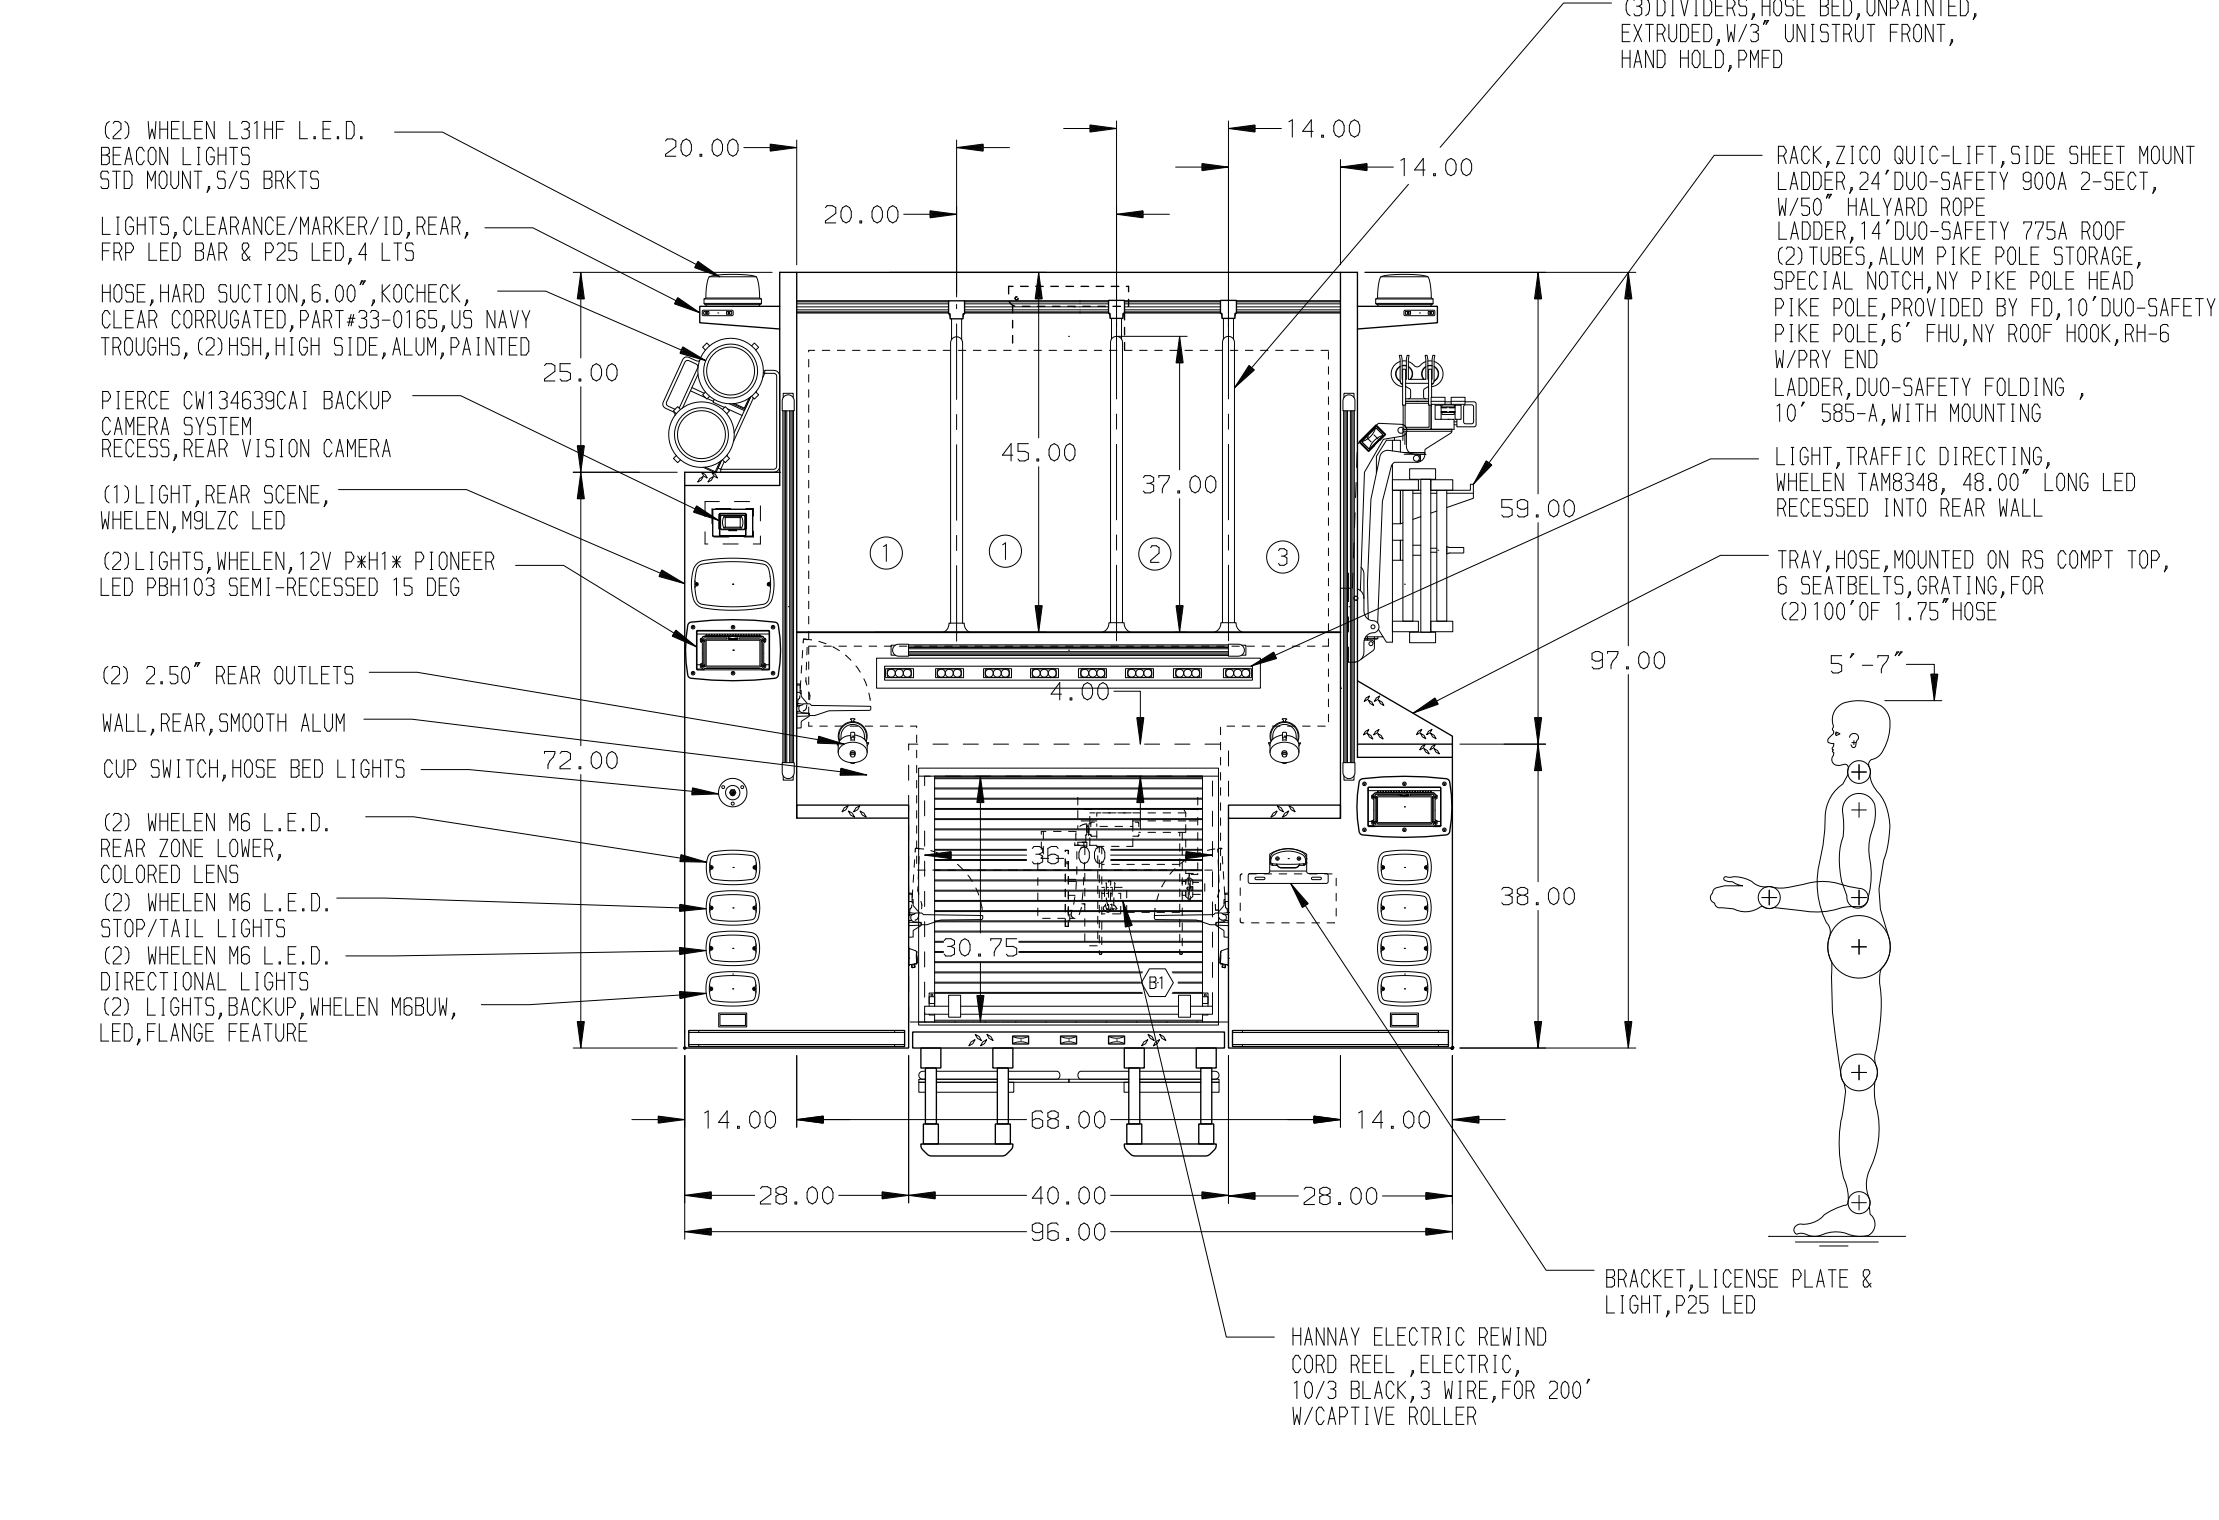 (3)DIVIDERS,HOSE BED,UNPAINTED,
EXTRUDED,W/3" UNISTRUT FRONT,
HAND HOLD,PMFD
(2) WHELEN L31HF L.E.D.
BEACON LIGHTS
STD MOUNT,S/S BRKTS
LIGHTS,CLEARANCE/MARKER/ID,REAR,
FRP LED BAR & P25 LED,4 LTS
HOSE,HARD SUCTION,6.00",KOCHECK,
CLEAR CORRUGATED,PART#33-0165,US NAVY
TROUGHS,(2)HSH,HIGH SIDE,ALUM,PAINTED
PIERCE CW134639CAI BACKUP
CAMERA SYSTEM
RECESS,REAR VISION CAMERA
(1)LIGHT,REAR SCENE,
WHELEN,M9LZC LED
(2)LIGHTS,WHELEN,12V P*H1* PIONEER
LED PBH103 SEMI-RECESSED 15 DEG
(2) 2.50" REAR OUTLETS
WALL,REAR,SMOOTH ALUM
CUP SWITCH,HOSE BED LIGHTS
(2) WHELEN M6 L.E.D.
REAR ZONE LOWER,
COLORED LENS
(2) WHELEN M6 L.E.D.
STOP/TAIL LIGHTS
(2) WHELEN M6 L.E.D.
DIRECTIONAL LIGHTS
(2) LIGHTS,BACKUP,WHELEN M6BUW,
LED,FLANGE FEATURE
20.00
14.00
14.00
20.00
25.00
45.00
37.00
59.00
1
1
2
3
97.00
4.00
72.00
36.00
38.00
30.75
B1
14.00
68.00
14.00
28.00
40.00
28.00
96.00
RACK,ZICO QUIC-LIFT,SIDE SHEET MOUNT
LADDER,24'DUO-SAFETY 900A 2-SECT,
W/50" HALYARD ROPE
LADDER,14'DUO-SAFETY 775A ROOF
(2)TUBES,ALUM PIKE POLE STORAGE,
SPECIAL NOTCH,NY PIKE POLE HEAD
PIKE POLE,PROVIDED BY FD,10'DUO-SAFETY
PIKE POLE,6' FHU,NY ROOF HOOK,RH-6
W/PRY END
LADDER,DUO-SAFETY FOLDING ,
10' 585-A,WITH MOUNTING
LIGHT,TRAFFIC DIRECTING,
WHELEN TAM8348, 48.00" LONG LED
RECESSED INTO REAR WALL
TRAY,HOSE,MOUNTED ON RS COMPT TOP,
6 SEATBELTS,GRATING,FOR
(2)100'OF 1.75"HOSE
5'-7"
BRACKET,LICENSE PLATE &
LIGHT,P25 LED
HANNAY ELECTRIC REWIND
CORD REEL ,ELECTRIC,
10/3 BLACK,3 WIRE,FOR 200'
W/CAPTIVE ROLLER